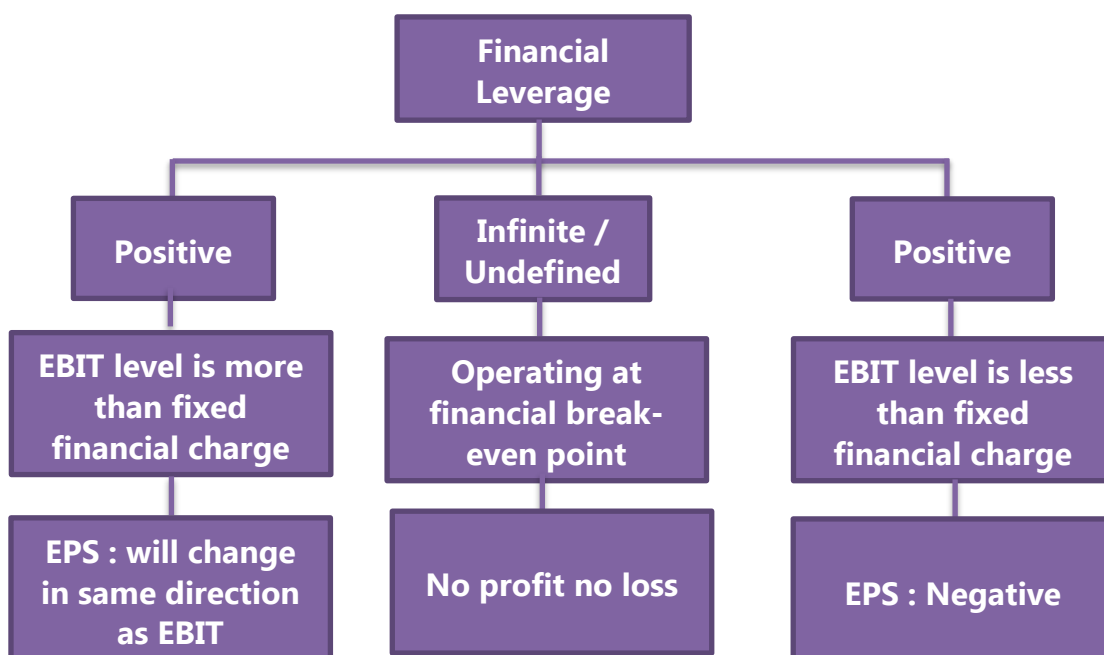 Financial
Leverage
Positive
Infinite /
Undefined
Positive
EBIT level is more
than fixed
financial charge
Operating at
financial break-
even point
EBIT level is less
than fixed
financial charge
EPS : will change
in same direction
as EBIT
No profit no loss
EPS : Negative